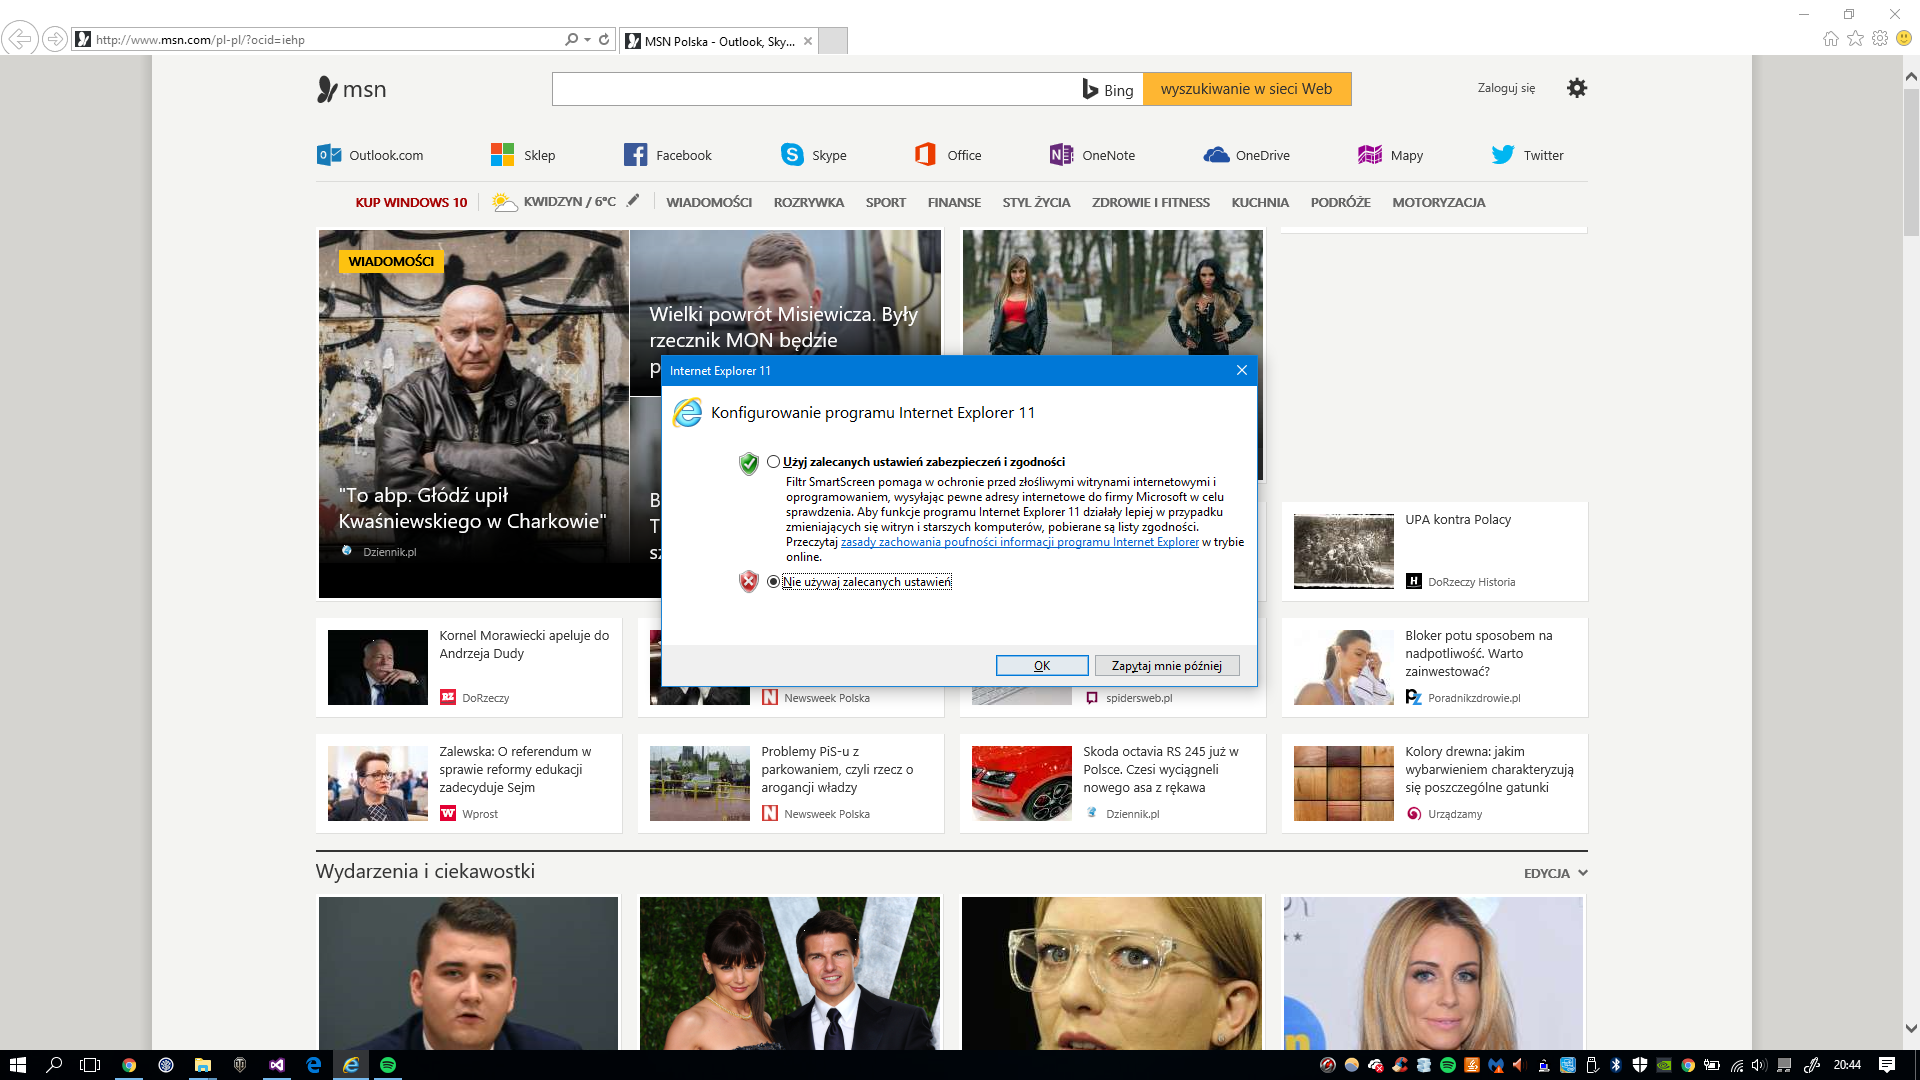 http://www.msn.com/pl-pl/?ocid=iehp
MSN Polska - Outlook, Sky...
msn
Bing
wyszukiwanie w sieci Web
Zaloguj się
Outlook.com
Sklep
Facebook
Skype
Office
OneNote
OneDrive
Mapy
Twitter
KUP WINDOWS 10
KWIDZYN / 6°C
WIADOMOŚCI
ROZRYWKA
SPORT
FINANSE
STYL ŻYCIA
ZDROWIE I FITNESS
KUCHNIA
PODRÓŻE
MOTORYZACJA
WIADOMOŚCI
"To abp. Głódź upił
Kwaśniewskiego w Charkowie"
Dziennik.pl
Wielki powrót Misiewicza. Były
rzecznik MON będzie
Internet Explorer 11
Konfigurowanie programu Internet Explorer 11
Użyj zalecanych ustawień zabezpieczeń i zgodności
Filtr SmartScreen pomaga w ochronie przed złośliwymi witrynami internetowymi i
oprogramowaniem, wysyłając pewne adresy internetowe do firmy Microsoft w celu
sprawdzenia. Aby funkcje programu Internet Explorer 11 działały lepiej w przypadku
zmieniających się witryn i starszych komputerów, pobierane są listy zgodności.
Przeczytaj zasady zachowania poufności informacji programu Internet Explorer w trybie
online.
Nie używaj zalecanych ustawień
OK
Zapytaj mnie później
UPA kontra Polacy
H DoRzeczy Historia
Kornel Morawiecki apeluje do
Andrzeja Dudy
RZ DoRzeczy
N Newsweek Polska
spidersweb.pl
Bloker potu sposobem na
nadpotliwość. Warto
zainwestować?
PZ Poradnikzdrowie.pl
Zalewska: O referendum w
sprawie reformy edukacji
zadecyduje Sejm
W Wprost
Problemy PiS-u z
parkowaniem, czyli rzecz o
arogancji władzy
N Newsweek Polska
Skoda octavia RS 245 już w
Polsce. Czesi wyciągneli
nowego asa z rękawa
Dziennik.pl
Kolory drewna: jakim
wybarwieniem charakteryzują
się poszczególne gatunki
Urządzamy
Wydarzenia i ciekawostki
EDYCJA
20:44